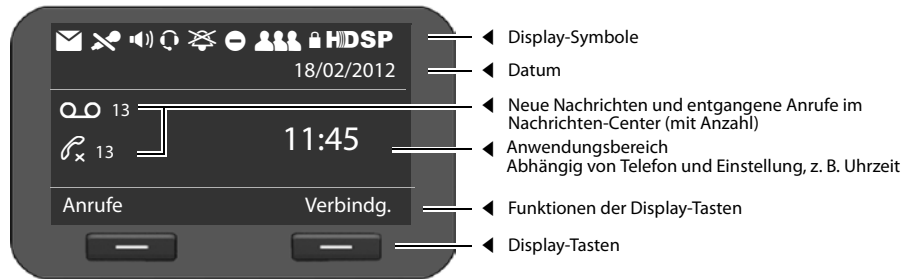 HDSP
Display-Symbole
18/02/2012
Datum
13
Neue Nachrichten und entgangene Anrufe im
Nachrichten-Center (mit Anzahl)
13
11:45
Anwendungsbereich
Abhängig von Telefon und Einstellung, z. B. Uhrzeit
Anrufe
Verbindg.
Funktionen der Display-Tasten
Display-Tasten